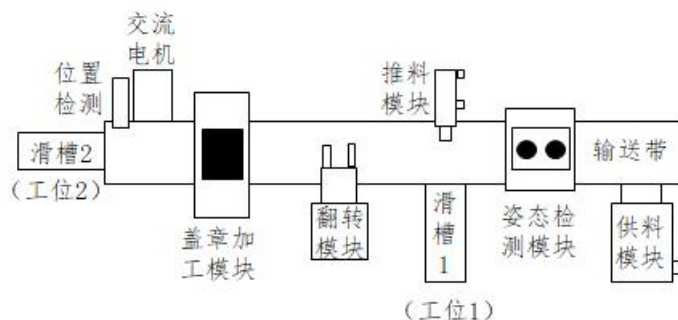 交流
电机
位置
检测
推料
模块
滑槽2
(工位2)
输送带
盖章加
工模块
翻转
模块
滑
槽
1
(工位1)
姿态检
测模块
供料
模块